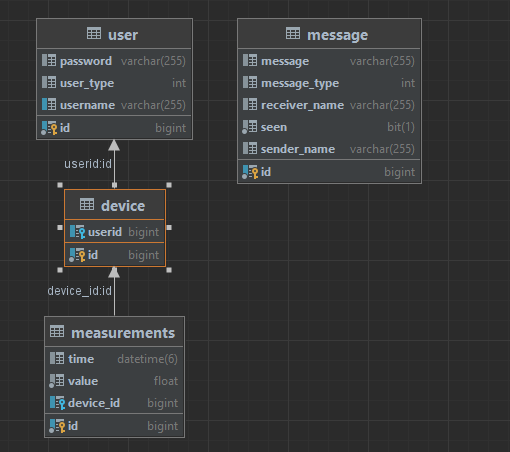 user
password varchar(255)
user_type int
username varchar(255)
id bigint
message
message varchar(255)
message_type int
receiver_name varchar(255)
seen bit(1)
sender_name varchar(255)
id bigint
userid:id
device
userid bigint
id bigint
device_id:id
measurements
time datetime(6)
value float
device_id bigint
id bigint